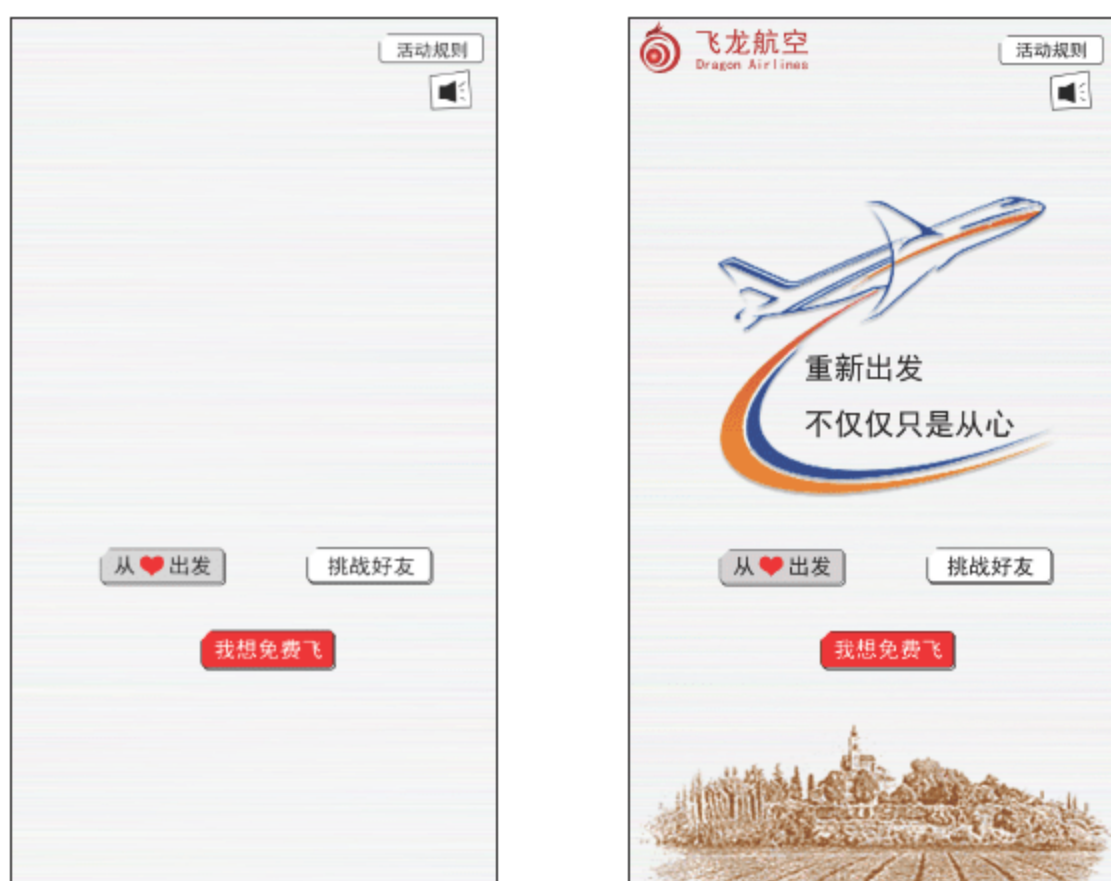 活动规则
从❤出发
挑战好友
我想免费飞
飞龙航空
Dragon Airlines
活动规则
重新出发
不仅仅只是从心
从❤出发
挑战好友
我想免费飞